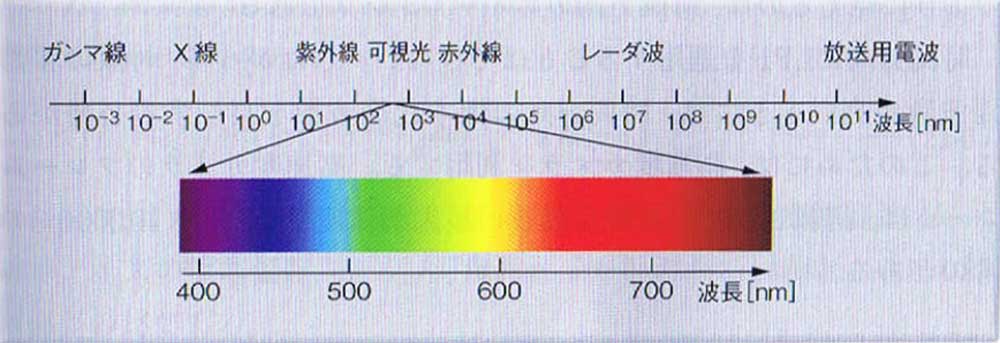 ガンマ線 X線 紫外線 可視光 赤外線 レーダ波 放送用電波
10⁻³ 10⁻² 10⁻¹ 10⁰ 10¹ 10² 10³ 10⁴ 10⁵ 10⁶ 10⁷ 10⁸ 10⁹ 10¹⁰ 10¹¹ 波長[nm]
400 500 600 700 波長[nm]